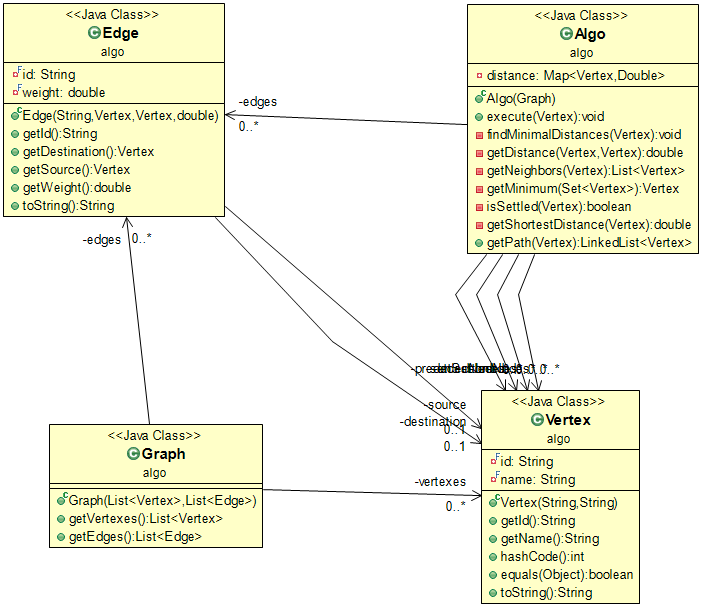 <<Java Class>>
Edge
algo
id: String
weight: double
Edge(String,Vertex,Vertex,double)
getId():String
getDestination():Vertex
getSource():Vertex
getWeight():double
toString():String
<<Java Class>>
Algo
algo
distance: Map<Vertex,Double>
Algo(Graph)
execute(Vertex):void
findMinimalDistances(Vertex):void
getDistance(Vertex,Vertex):double
getNeighbors(Vertex):List<Vertex>
getMinimum(Set<Vertex>):Vertex
isSettled(Vertex):boolean
getShortestDistance(Vertex):double
getPath(Vertex):LinkedList<Vertex>
-edges
0..*
-edges
0..*
0..*
-source
0..1
-destination
0..1
<<Java Class>>
Graph
algo
Graph(List<Vertex>,List<Edge>)
getVertexes():List<Vertex>
getEdges():List<Edge>
-vertexes
0..*
<<Java Class>>
Vertex
algo
id: String
name: String
Vertex(String,String)
getId():String
getName():String
hashCode():int
equals(Object):boolean
toString():String